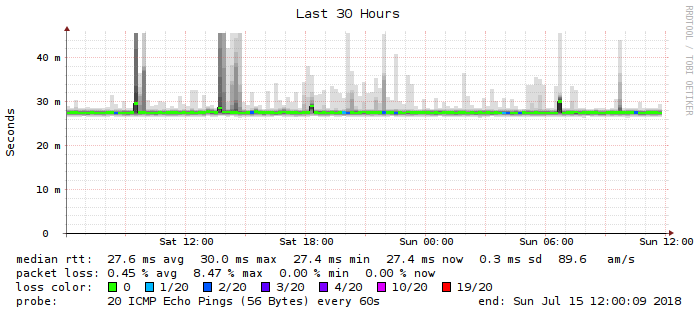 Last 30 Hours
RRDTOOL / TOBI OETIKER
Seconds
40 m
30 m
20 m
10 m
0
Sat 12:00 Sat 18:00 Sun 00:00 Sun 06:00 Sun 12:00
median rtt: 27.6 ms avg 30.0 ms max 27.4 ms min 27.4 ms now 0.3 ms sd 89.6 am/s
packet loss: 0.45 % avg 8.47 % max 0.00 % min 0.00 % now
loss color: 0 1/20 2/20 3/20 4/20 10/20 19/20
probe: 20 ICMP Echo Pings (56 Bytes) every 60s end: Sun Jul 15 12:00:09 2018